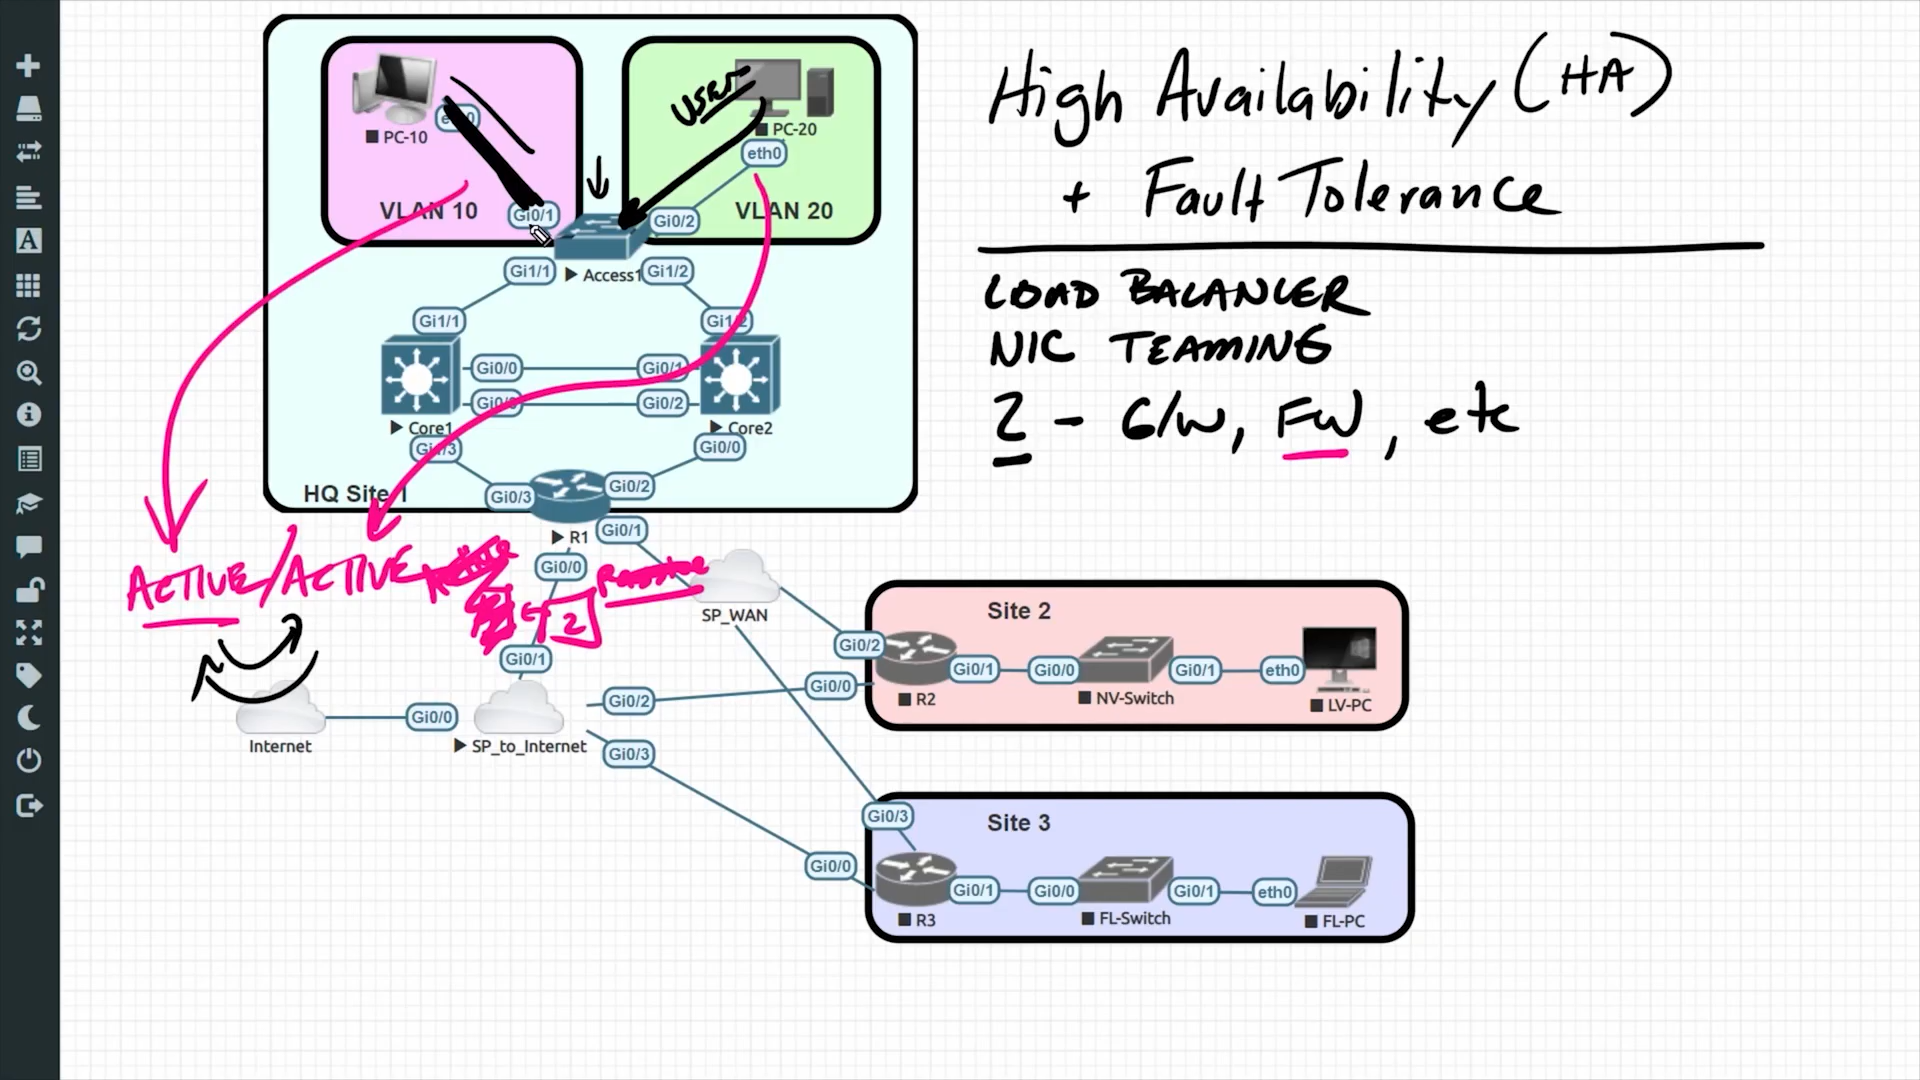 High Availability (HA)
+ Fault Tolerance
LOAD BALANCER
NIC TEAMING
2 - G/W, FW, etc
User
PC-10
PC-20
eth0
VLAN 10
Gi0/1
Gi0/2
VLAN 20
Gi1/1
Access1
Gi1/2
Gi1/1
Gi1/2
Gi0/0
Gi0/1
Gi0/2
Core1
Core2
Gi0/0
HQ Site 1
Gi0/3
Gi0/2
R1
Gi0/1
ACTIVE/ACTIVE
Gi0/0
2
SP_WAN
Gi0/1
Internet
Gi0/0
SP_to_Internet
Gi0/2
Gi0/3
Site 2
Gi0/2
Gi0/0
R2
Gi0/1
Gi0/0
NV-Switch
Gi0/1
eth0
LV-PC
Site 3
Gi0/3
Gi0/0
R3
Gi0/1
Gi0/0
FL-Switch
Gi0/1
eth0
FL-PC